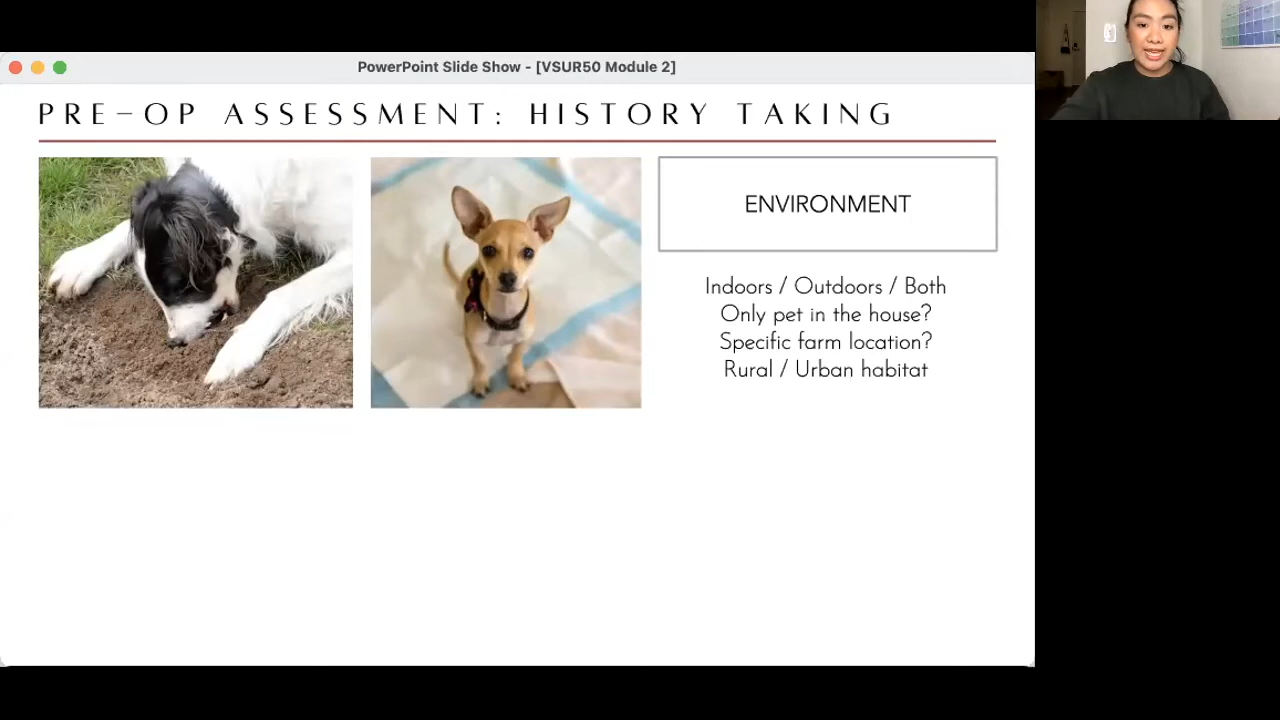 PowerPoint Slide Show - [VSUR50 Module 2]
PRE-OP ASSESSMENT: HISTORY TAKING
ENVIRONMENT
Indoors / Outdoors / Both
Only pet in the house?
Specific farm location?
Rural / Urban habitat